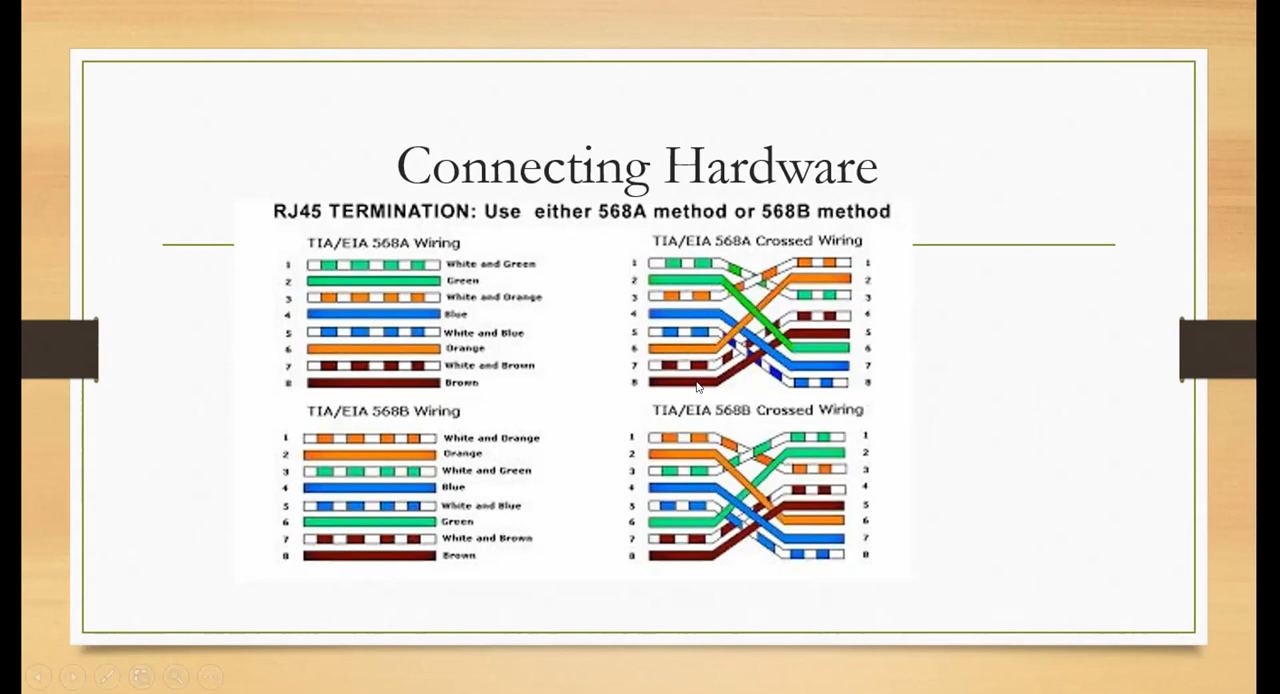 Connecting Hardware
RJ45 TERMINATION: Use either 568A method or 568B method
TIA/EIA 568A Wiring
1 White and Green
2 Green
3 White and Orange
4 Blue
5 White and Blue
6 Orange
7 White and Brown
8 Brown
TIA/EIA 568A Crossed Wiring
1 1
2 2
3 3
4 4
5 5
6 6
7 7
8 8
TIA/EIA 568B Wiring
1 White and Orange
2 Orange
3 White and Green
4 Blue
5 White and Blue
6 Green
7 White and Brown
8 Brown
TIA/EIA 568B Crossed Wiring
1 1
2 2
3 3
4 4
5 5
6 6
7 7
8 8